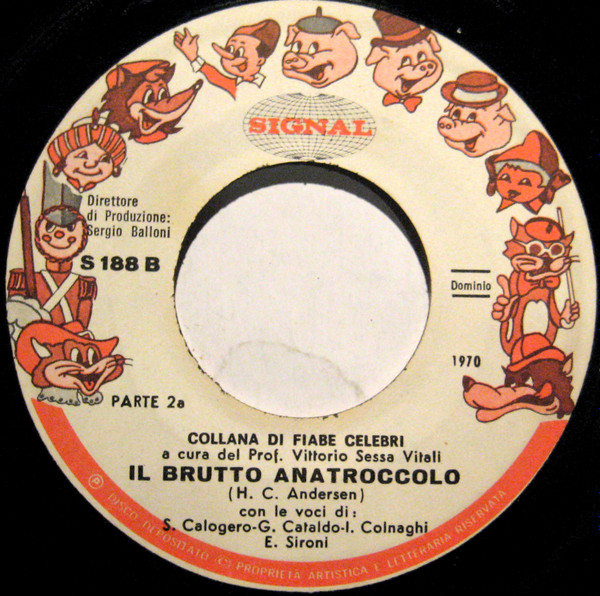 SIGNAL
Direttore
di Produzione:
Sergio Balloni
S 188 B
Dominio
1970
PARTE 2a
COLLANA DI FIABE CELEBRI
a cura del Prof. Vittorio Sessa Vitali
IL BRUTTO ANATROCCOLO
(H. C. Andersen)
con le voci di:
S. Calogero-G. Cataldo-I. Colnaghi
E. Sironi
Ⓟ DISCO DEPOSITATO (C) PROPRIETÀ ARTISTICA E LETTERARIA RISERVATA